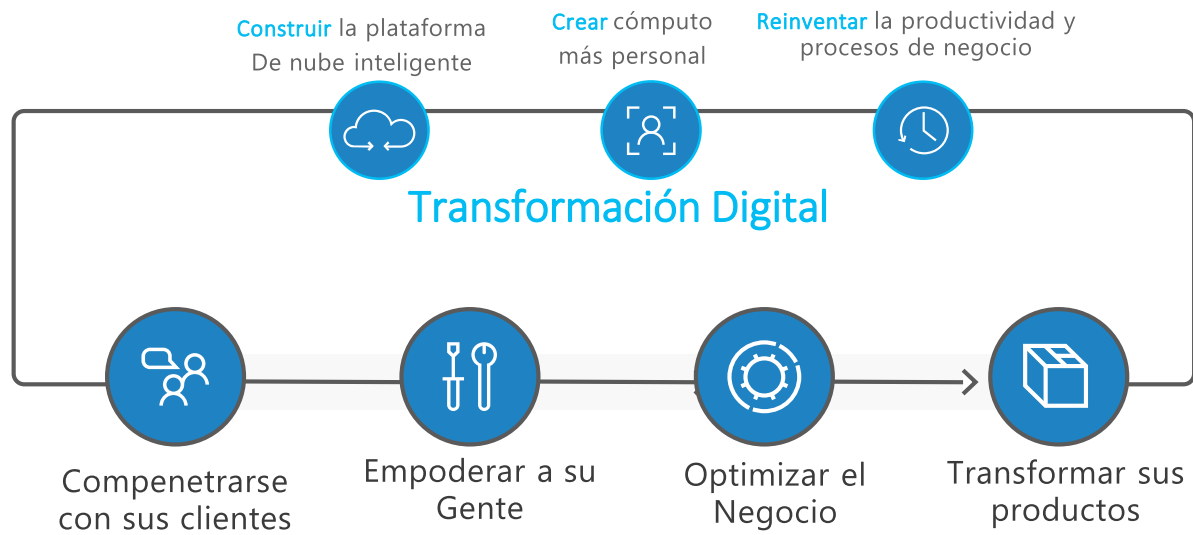 Construir la plataforma
De nube inteligente
Crear cómputo
más personal
Reinventar la productividad y
procesos de negocio
Transformación Digital
Compenetrarse
con sus clientes
Empoderar a su
Gente
Optimizar el
Negocio
Transformar sus
productos